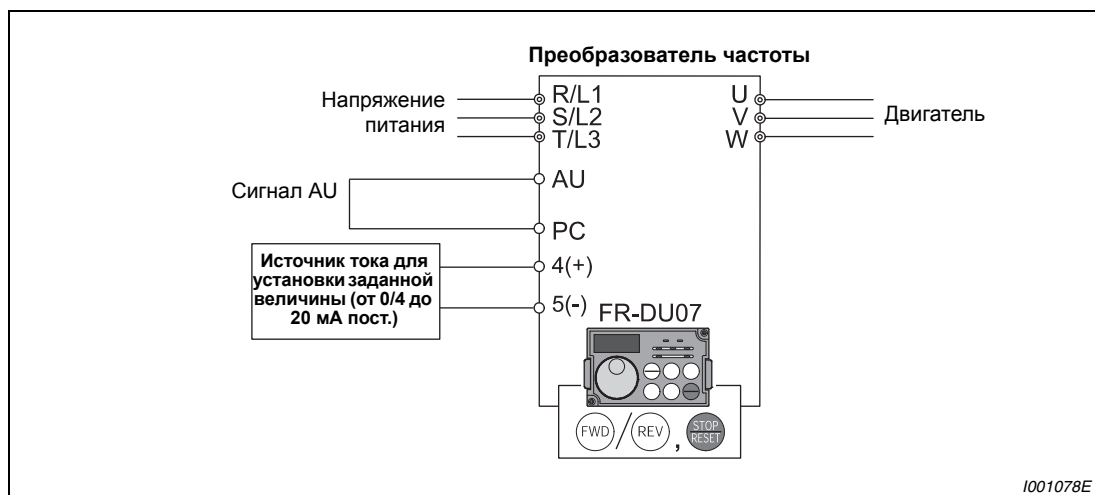 Преобразователь частоты
Напряжение
питания
R/L1
S/L2
T/L3
U
V
W
Двигатель
Сигнал AU
AU
PC
Источник тока для
установки заданной
величины (от 0/4 до
20 мА пост.)
4(+)
5(-)
FR-DU07
FWD / REV , STOP
RESET
I001078E